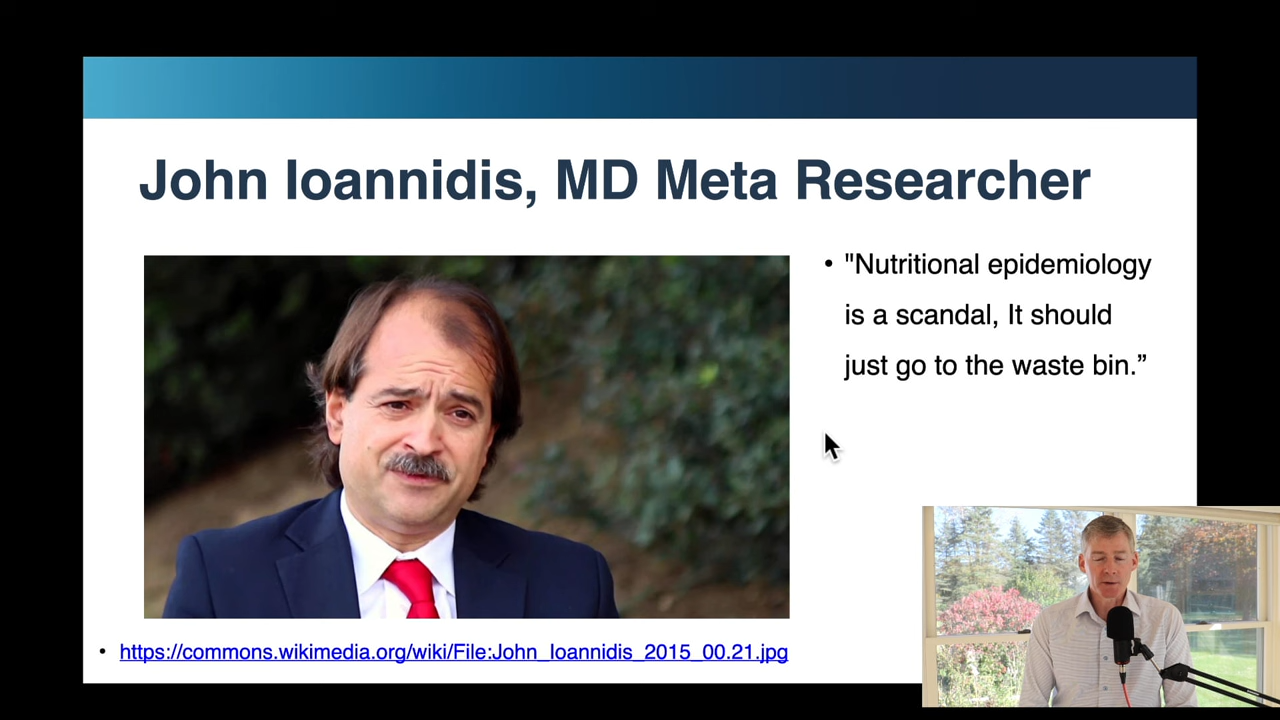 John Ioannidis, MD Meta Researcher
• "Nutritional epidemiology
is a scandal, It should
just go to the waste bin.”
• https://commons.wikimedia.org/wiki/File:John_Ioannidis_2015_00.21.jpg